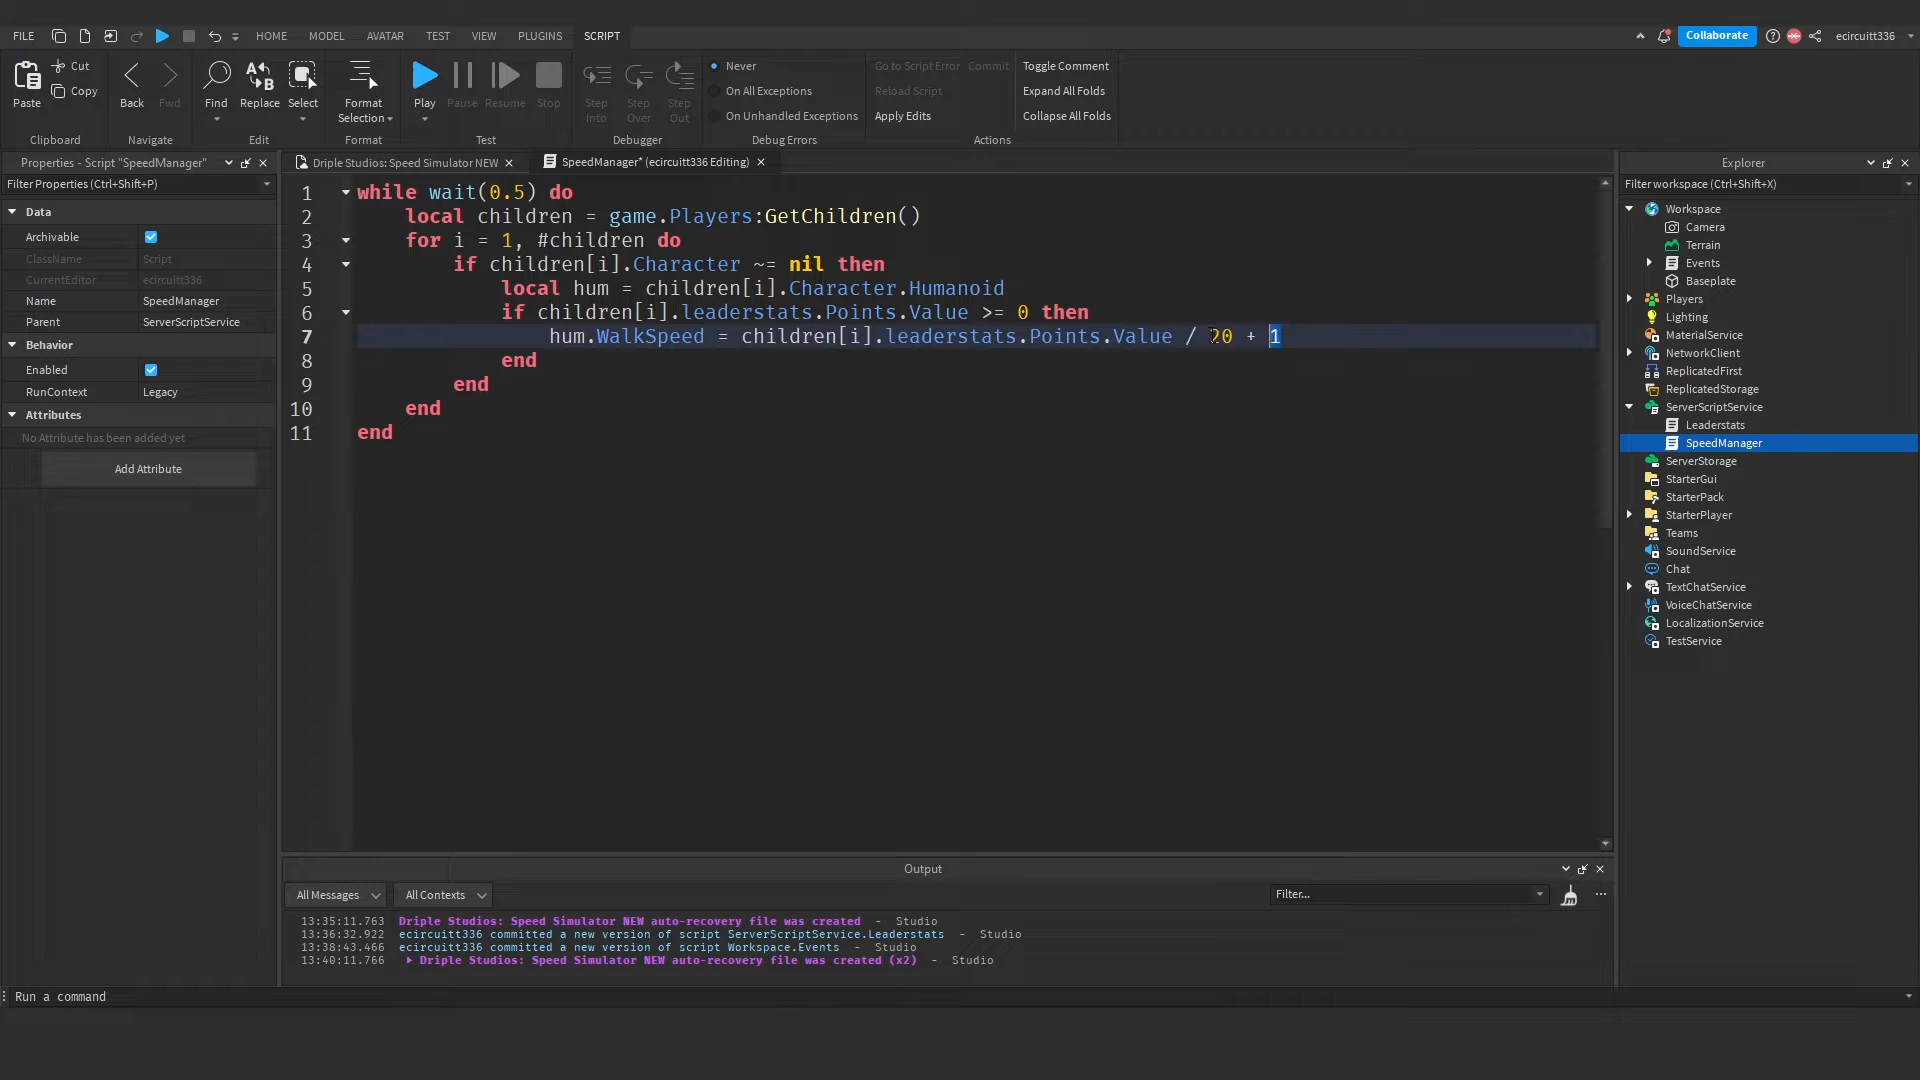 FILE HOME MODEL AVATAR TEST VIEW PLUGINS SCRIPT Collaborate ecircuitt336
Paste Cut Copy
Clipboard
Back Fwd
Navigate
Find Replace Select
Edit
Format Selection
Format
Play Pause Resume Stop
Test
Step Into Step Over Step Out
Debugger
Never
On All Exceptions
On Unhandled Exceptions
Debug Errors
Go to Script Error Commit
Reload Script
Apply Edits
Toggle Comment
Expand All Folds
Collapse All Folds
Actions
Properties - Script "SpeedManager"
Filter Properties (Ctrl+Shift+P)
Data
Archivable
ClassName Script
CurrentEditor ecircuitt336
Name SpeedManager
Parent ServerScriptService
Behavior
Enabled
RunContext Legacy
Attributes
No Attribute has been added yet
Add Attribute
Driple Studios: Speed Simulator NEW
SpeedManager* (ecircuitt336 Editing)
1 while wait(0.5) do
2 local children = game.Players:GetChildren()
3 for i = 1, #children do
4 if children[i].Character ~= nil then
5 local hum = children[i].Character.Humanoid
6 if children[i].leaderstats.Points.Value >= 0 then
7 hum.WalkSpeed = children[i].leaderstats.Points.Value / 20 + 1
8 end
9 end
10 end
11 end
Explorer
Filter workspace (Ctrl+Shift+X)
Workspace
Camera
Terrain
Events
Baseplate
Players
Lighting
MaterialService
NetworkClient
ReplicatedFirst
ReplicatedStorage
ServerScriptService
Leaderstats
SpeedManager
ServerStorage
StarterGui
StarterPack
StarterPlayer
Teams
SoundService
Chat
TextChatService
VoiceChatService
LocalizationService
TestService
Output
All Messages All Contexts Filter...
13:35:11.763 Driple Studios: Speed Simulator NEW auto-recovery file was created - Studio
13:36:32.922 ecircuitt336 committed a new version of script ServerScriptService.Leaderstats - Studio
13:38:43.466 ecircuitt336 committed a new version of script Workspace.Events - Studio
13:40:11.766 Driple Studios: Speed Simulator NEW auto-recovery file was created (x2) - Studio
Run a command